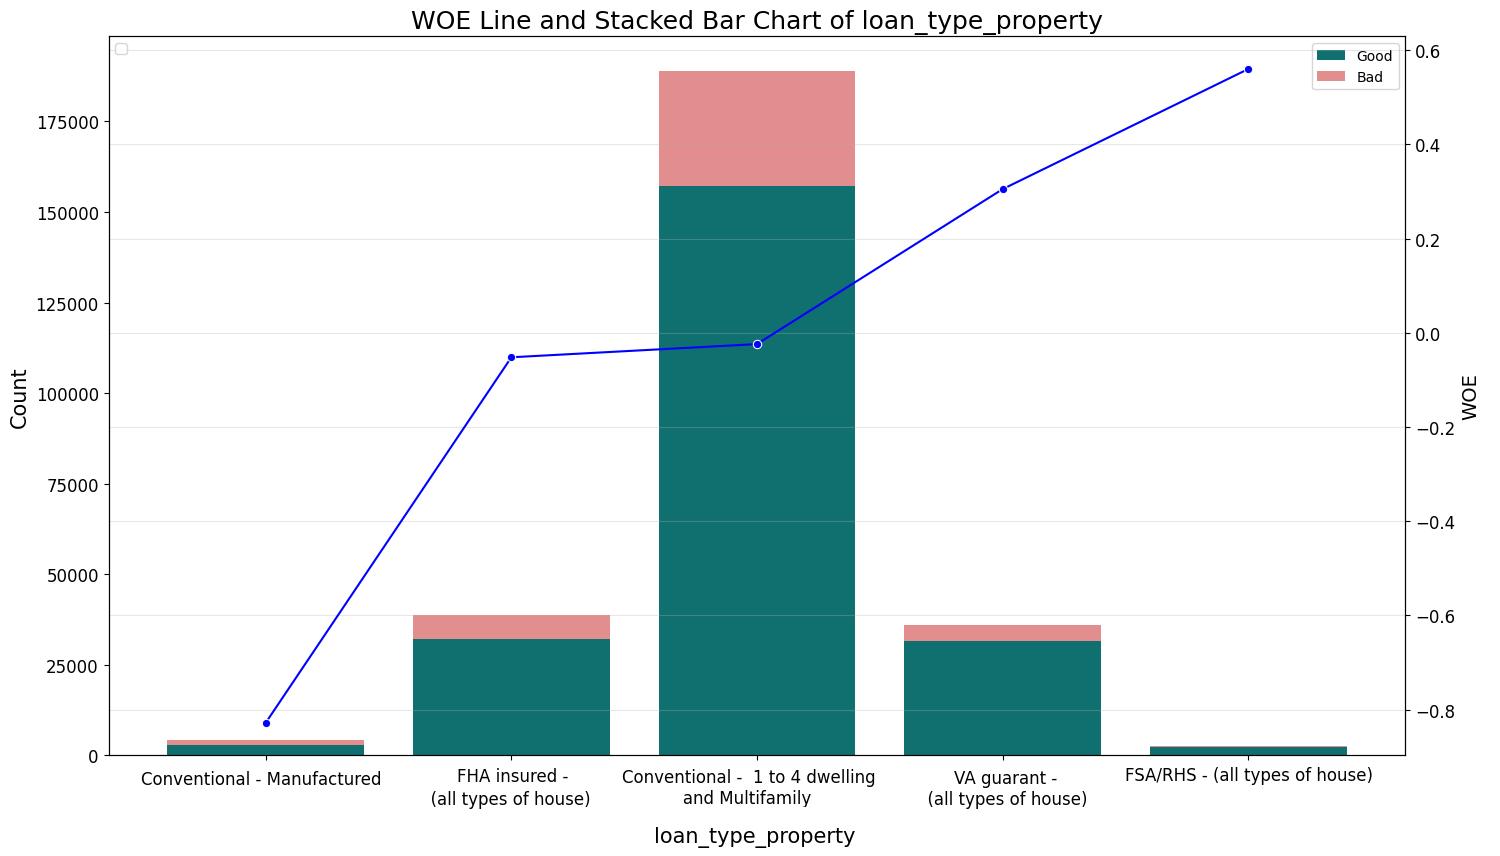 WOE Line and Stacked Bar Chart of loan_type_property
Good
Bad
Count
175000
150000
125000
100000
75000
50000
25000
0
0.6
0.4
0.2
0.0
−0.2
−0.4
−0.6
−0.8
WOE
Conventional - Manufactured
FHA insured -
(all types of house)
Conventional -  1 to 4 dwelling
and Multifamily
VA guarant -
(all types of house)
FSA/RHS - (all types of house)
loan_type_property